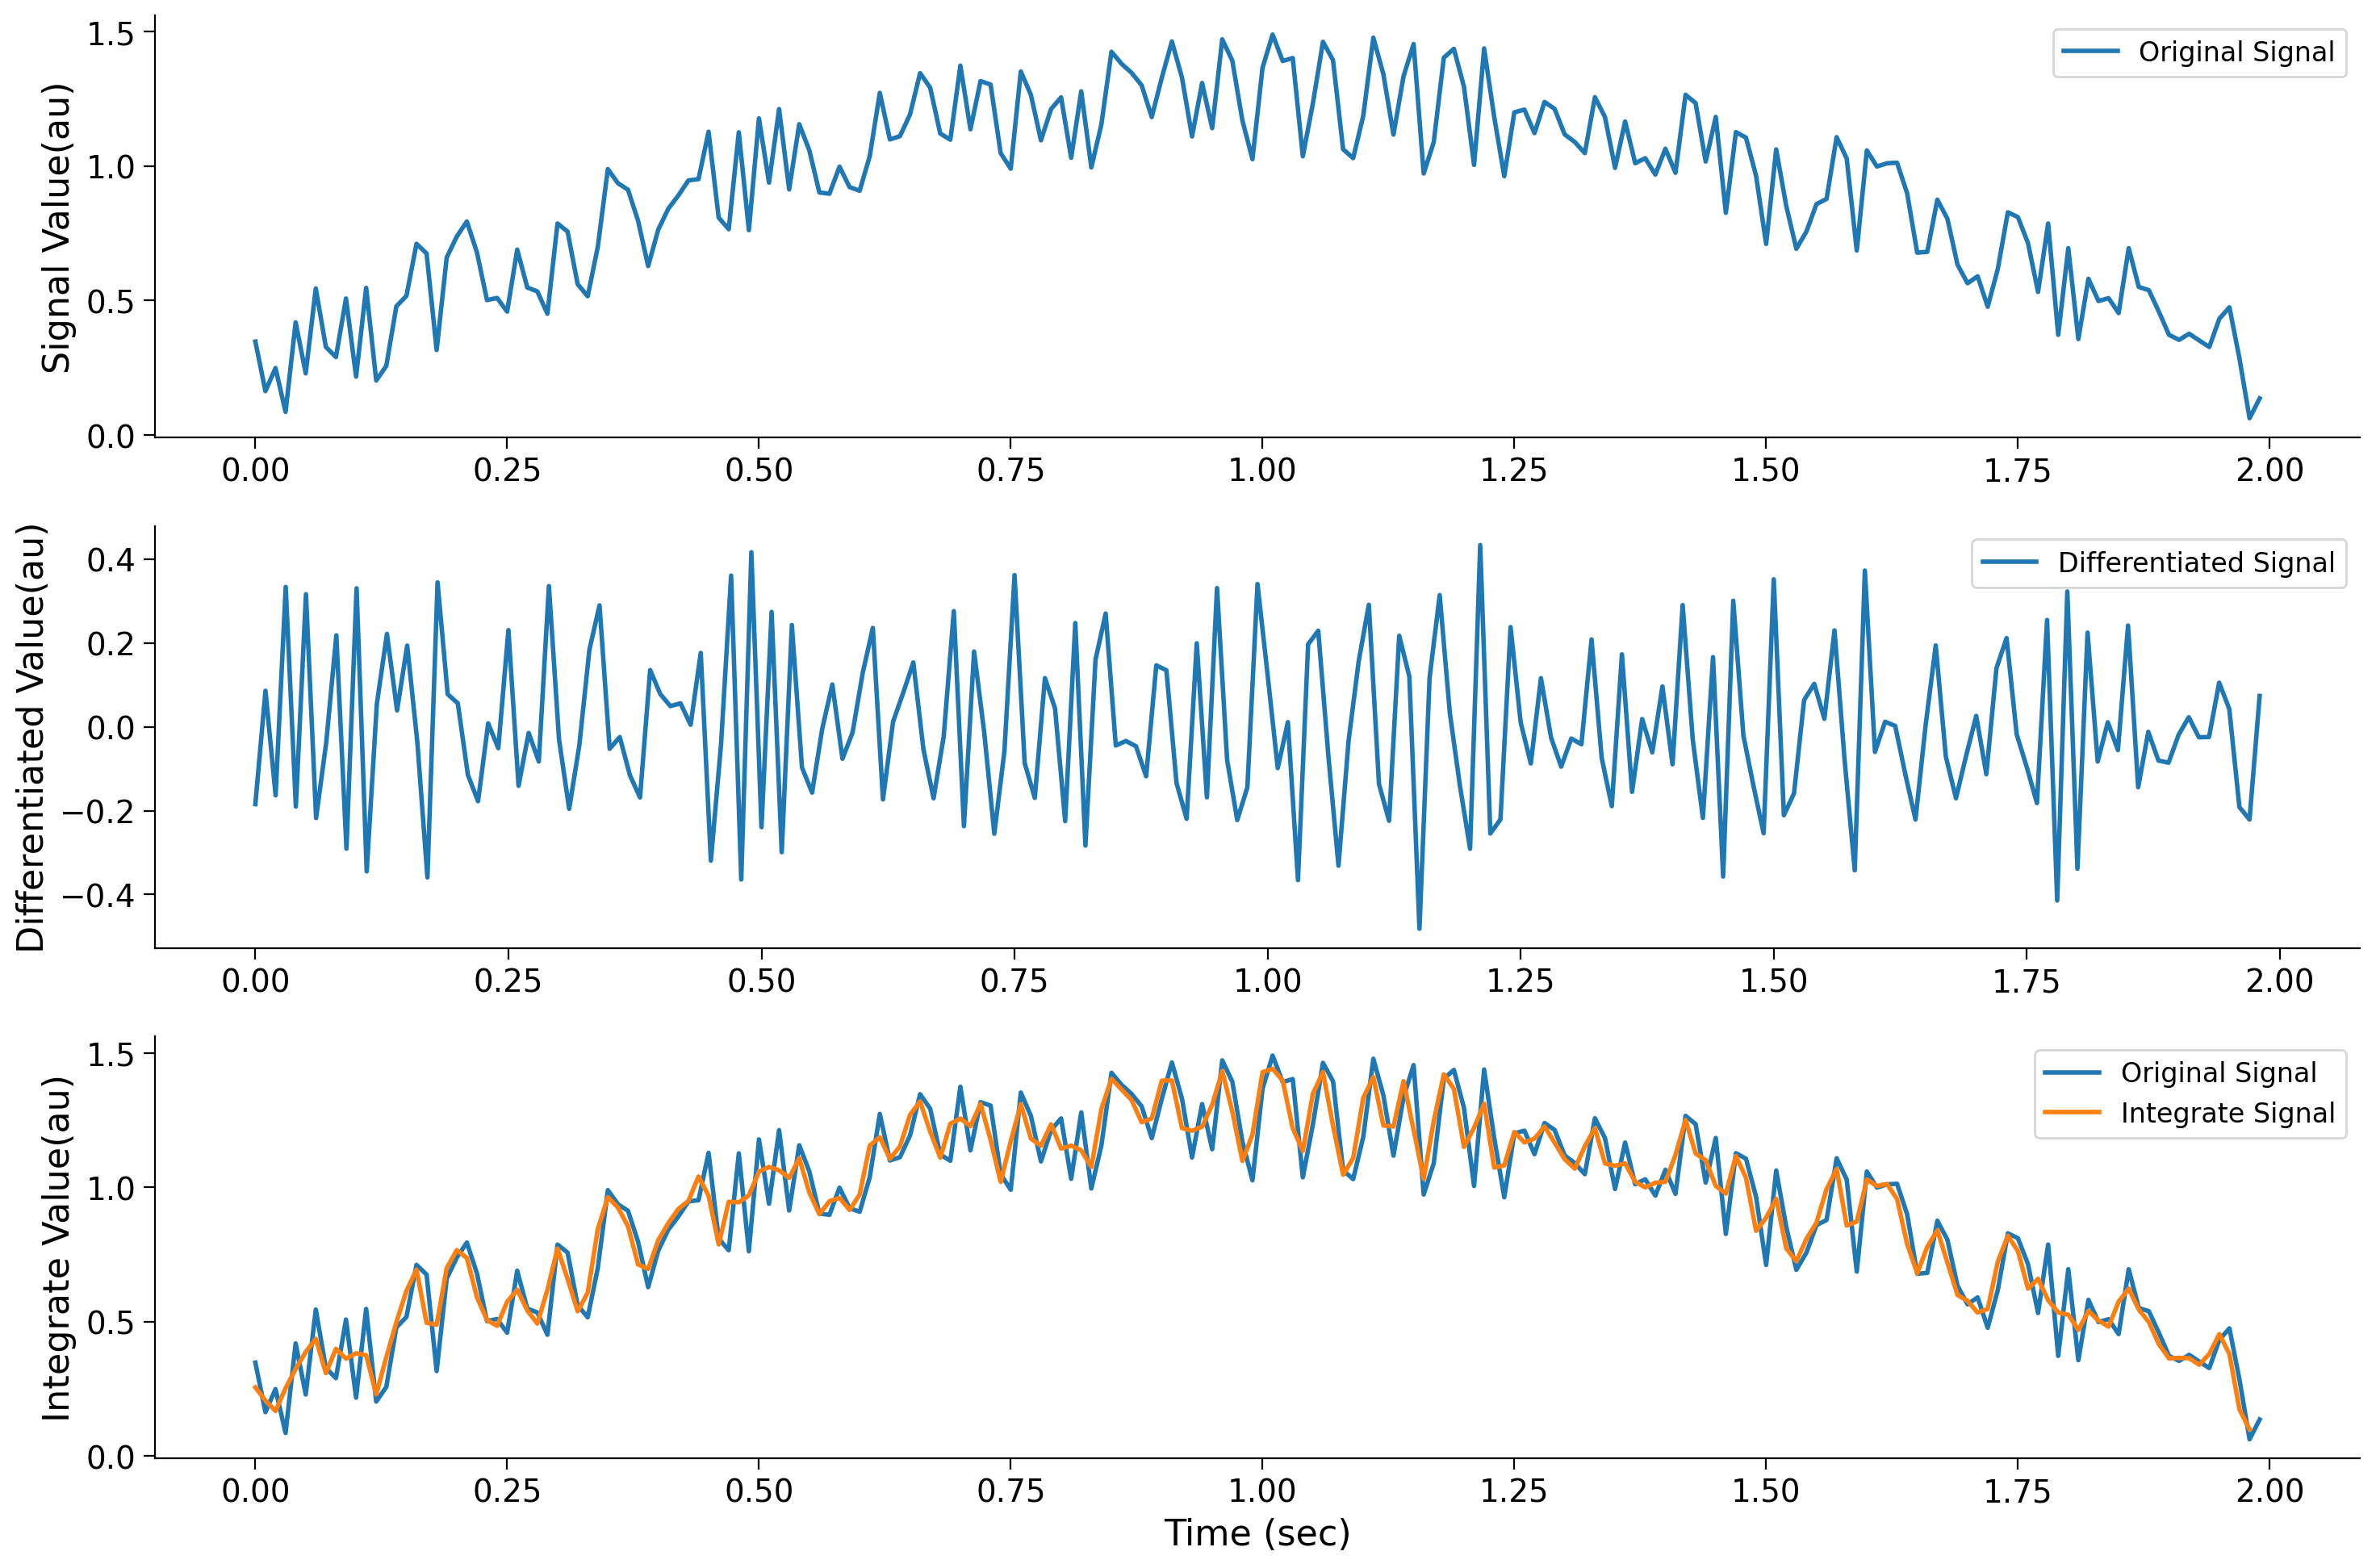 Signal Value(au)
1.5
1.0
0.5
0.0
Original Signal
0.00 0.25 0.50 0.75 1.00 1.25 1.50 1.75 2.00
Differentiated Value(au)
0.4
0.2
0.0
−0.2
−0.4
Differentiated Signal
0.00 0.25 0.50 0.75 1.00 1.25 1.50 1.75 2.00
Integrate Value(au)
1.5
1.0
0.5
0.0
Original Signal
Integrate Signal
0.00 0.25 0.50 0.75 1.00 1.25 1.50 1.75 2.00
Time (sec)